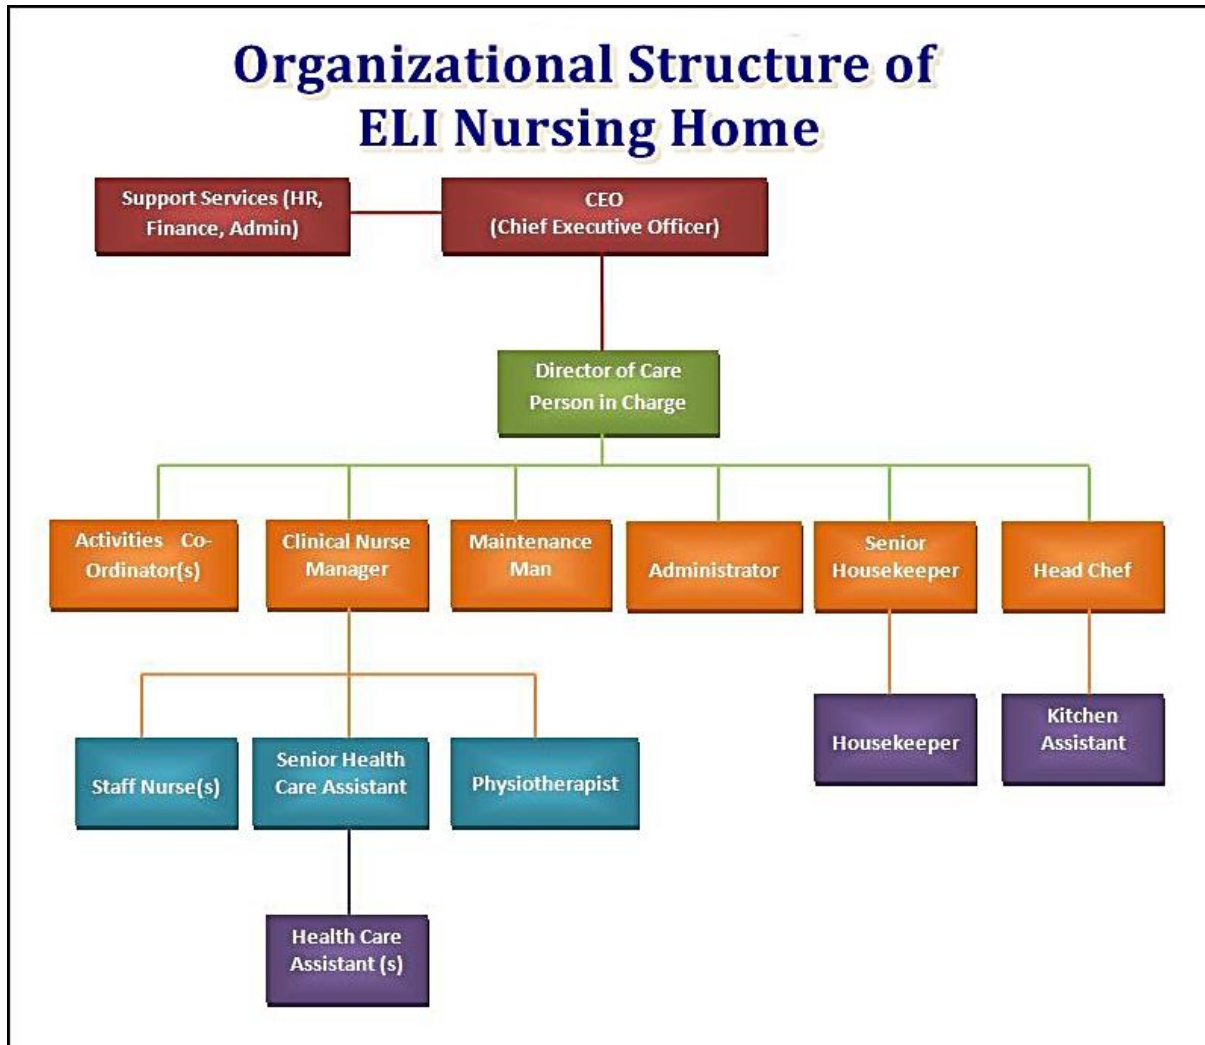 Organizational Structure of
ELI Nursing Home
Support Services (HR,
Finance, Admin)
CEO
(Chief Executive Officer)
Director of Care
Person in Charge
Activities Co-
Ordinator(s)
Clinical Nurse
Manager
Maintenance
Man
Administrator
Senior
Housekeeper
Head Chef
Staff Nurse(s)
Senior Health
Care Assistant
Physiotherapist
Housekeeper
Kitchen
Assistant
Health Care
Assistant (s)